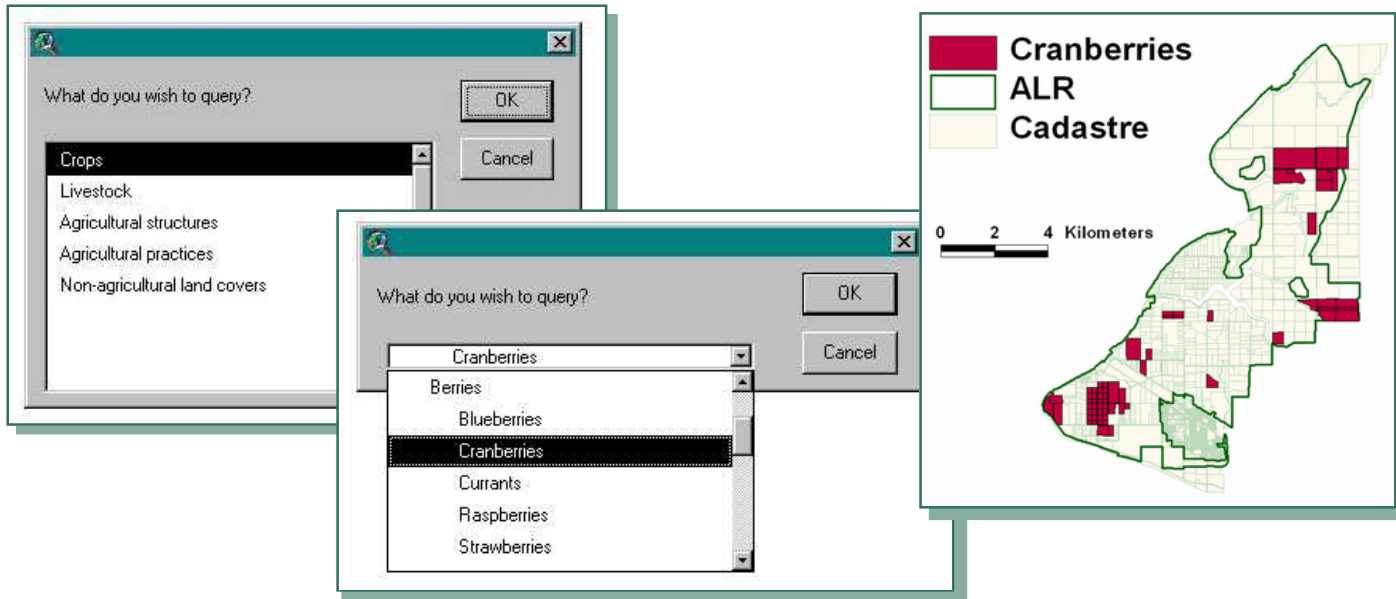 What do you wish to query?
OK
Cancel
Crops
Livestock
Agricultural structures
Agricultural practices
Non-agricultural land covers
What do you wish to query?
OK
Cancel
Cranberries
Berries
Blueberries
Cranberries
Currants
Raspberries
Strawberries
Cranberries
ALR
Cadastre
0 2 4 Kilometers